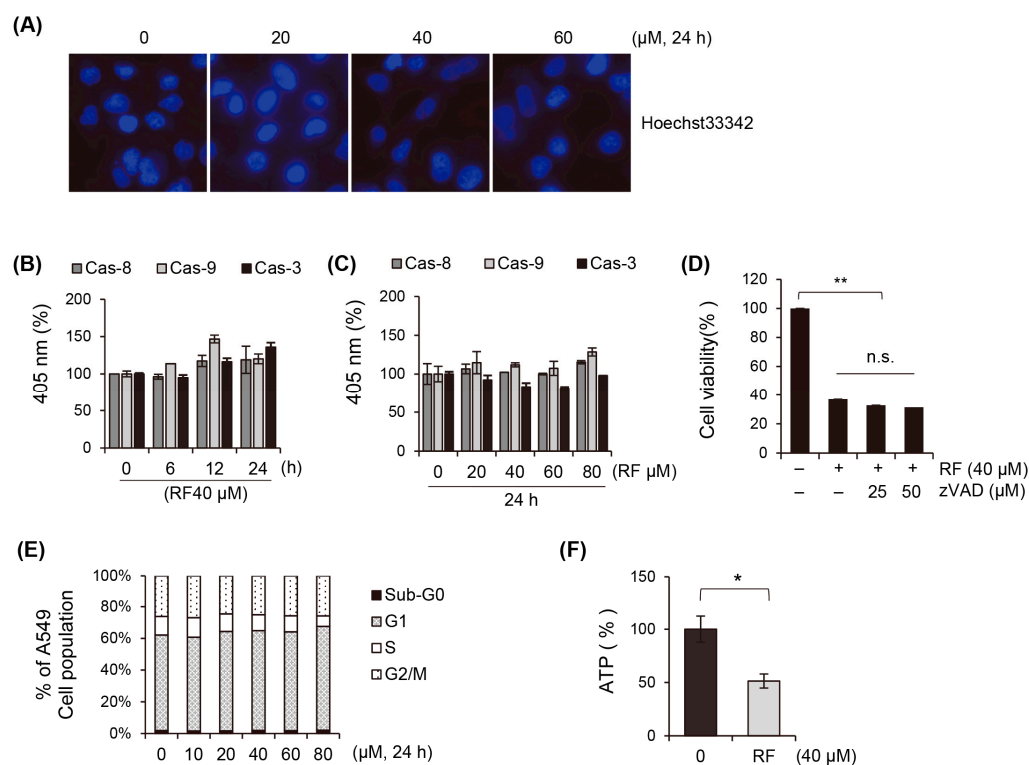 (A)
0 20 40 60 (μM, 24 h)
Hoechst33342
(B)
Cas-8 Cas-9 Cas-3
405 nm (%)
200
150
100
50
0
0 6 12 24 (h)
(RF40 μM)
(C)
Cas-8 Cas-9 Cas-3
405 nm (%)
200
150
100
50
0
0 20 40 60 80 (RF μM)
24 h
(D)
Cell viability(% )
120
100
80
60
40
20
0
**
n.s.
– + + + RF (40 μM)
– – 25 50 zVAD (μM)
(E)
% of A549
Cell population
100%
80%
60%
40%
20%
0%
0 10 20 40 60 80 (μM, 24 h)
Sub-G0
G1
S
G2/M
(F)
ATP ( % )
150
100
50
0
*
0 RF (40 μM)